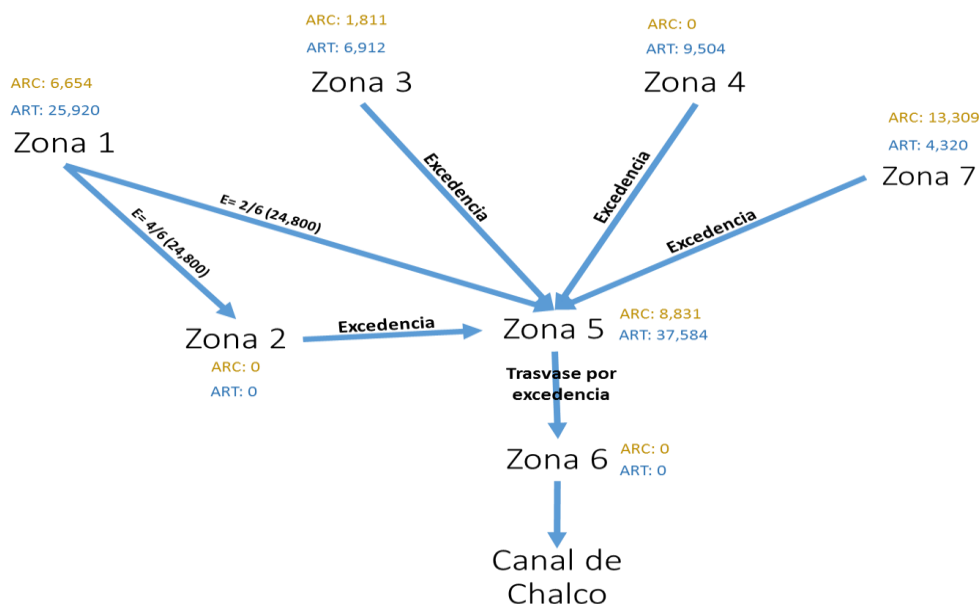 ARC: 6,654
ART: 25,920
Zona 1
ARC: 1,811
ART: 6,912
Zona 3
ARC: 0
ART: 9,504
Zona 4
ARC: 13,309
ART: 4,320
Zona 7
E= 4/6 (24,800)
E= 2/6 (24,800)
Excedencia
Excedencia
Excedencia
Zona 2
ARC: 0
ART: 0
Excedencia
Zona 5
ARC: 8,831
ART: 37,584
Trasvase por
excedencia
Zona 6
ARC: 0
ART: 0
Canal de
Chalco